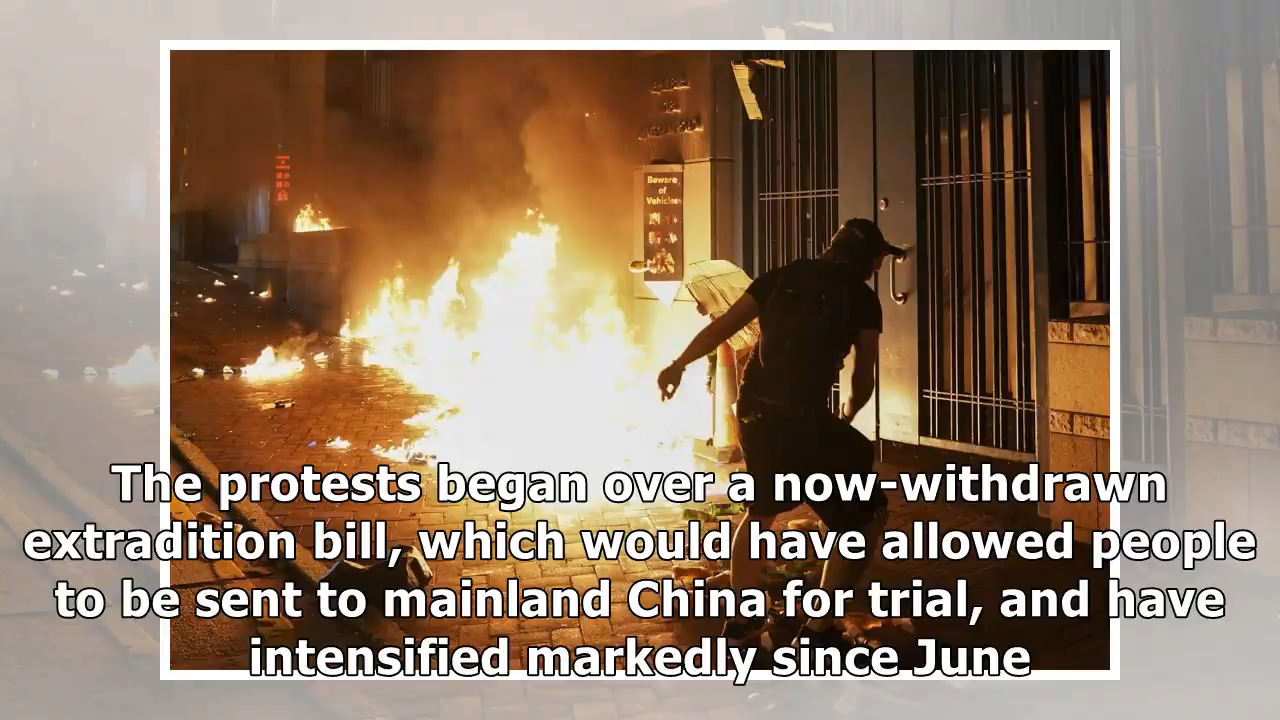 Beware
of
Vehicles
The protests began over a now-withdrawn
extradition bill, which would have allowed people
to be sent to mainland China for trial, and have
intensified markedly since June